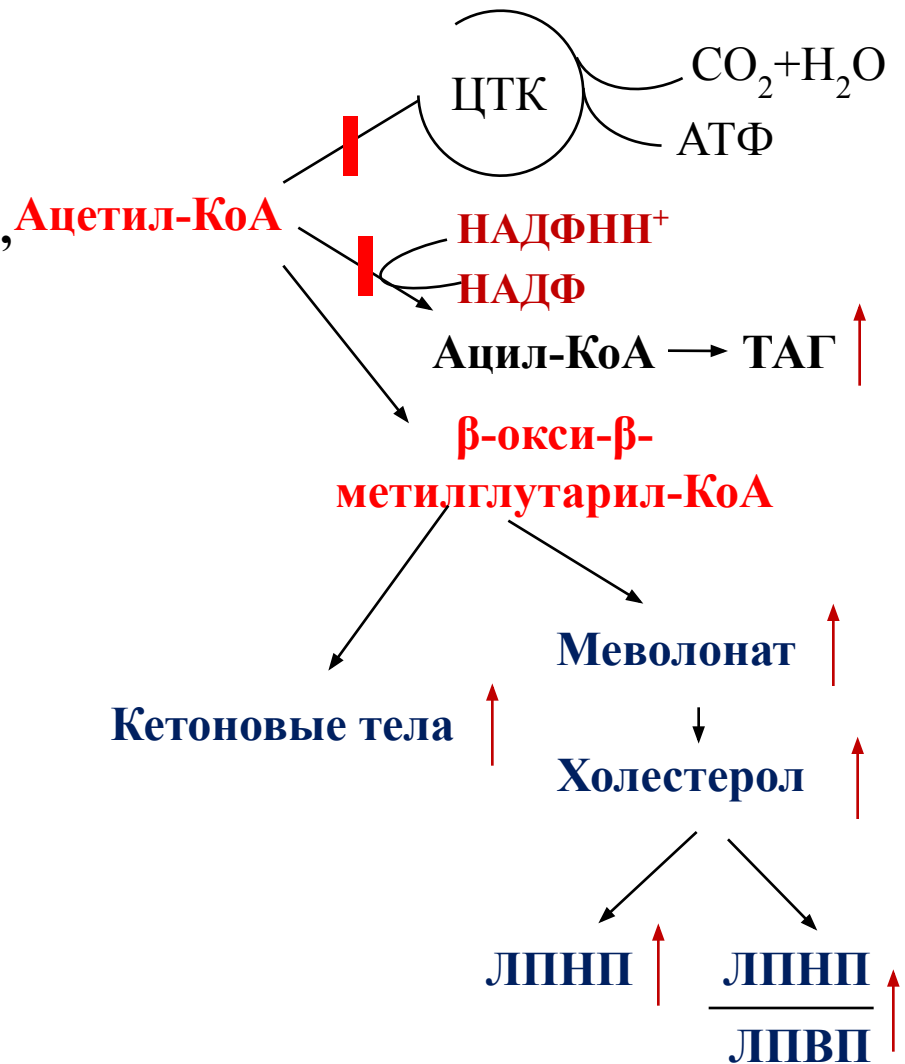 ЦТК
CO₂+H₂O
АТФ
,Ацетил-КоА
НАДФНН⁺
НАДФ
Ацил-КоА → ТАГ ↑
β-окси-β-
метилглутарил-КоА
Меволонат ↑
Кетоновые тела ↑
Холестерол ↑
ЛПНП ↑
ЛПНП
ЛПВП ↑